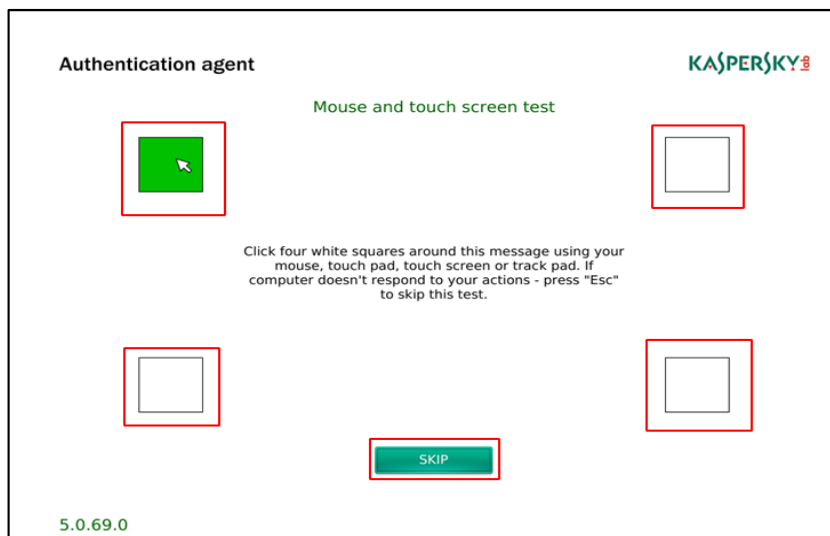 Authentication agent
KASPERSKY lab
Mouse and touch screen test
Click four white squares around this message using your
mouse, touch pad, touch screen or track pad. If
computer doesn't respond to your actions - press "Esc"
to skip this test.
SKIP
5.0.69.0